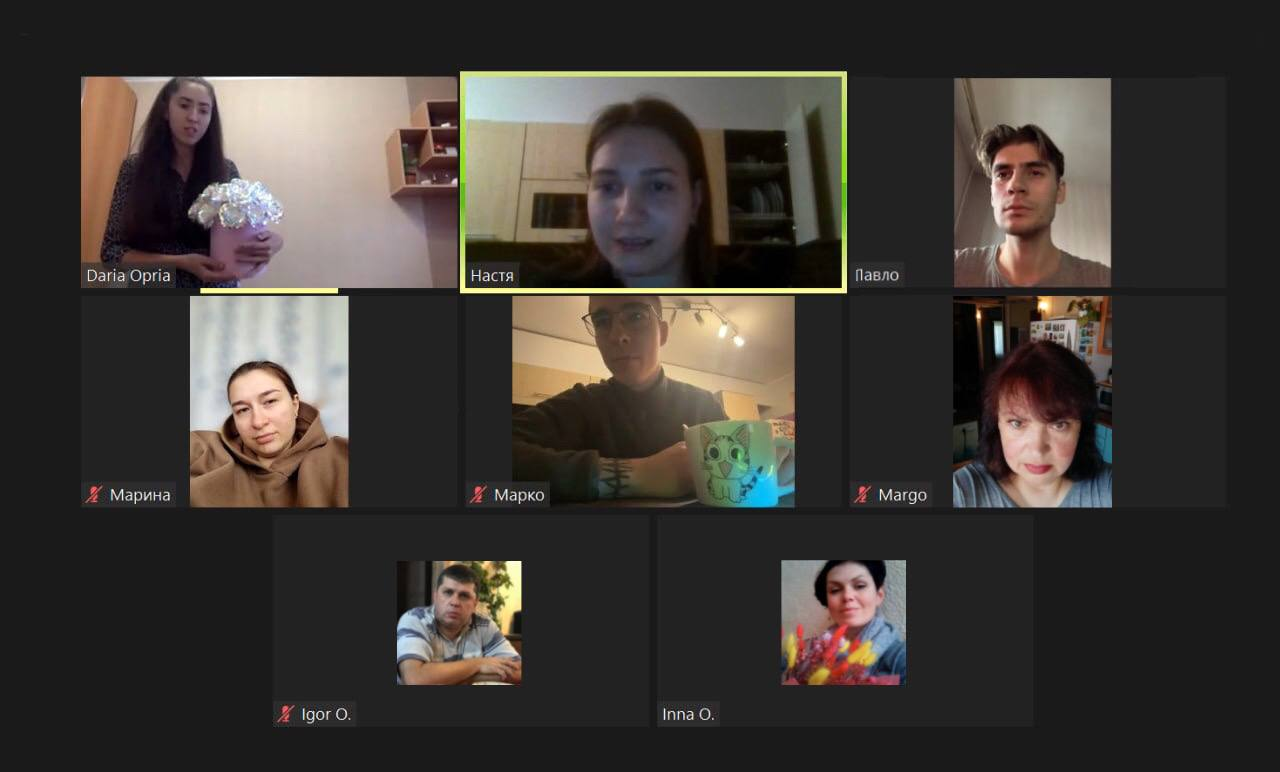 Daria Opria
Настя
Павло
Марина
Марко
Margo
Igor O.
Inna O.